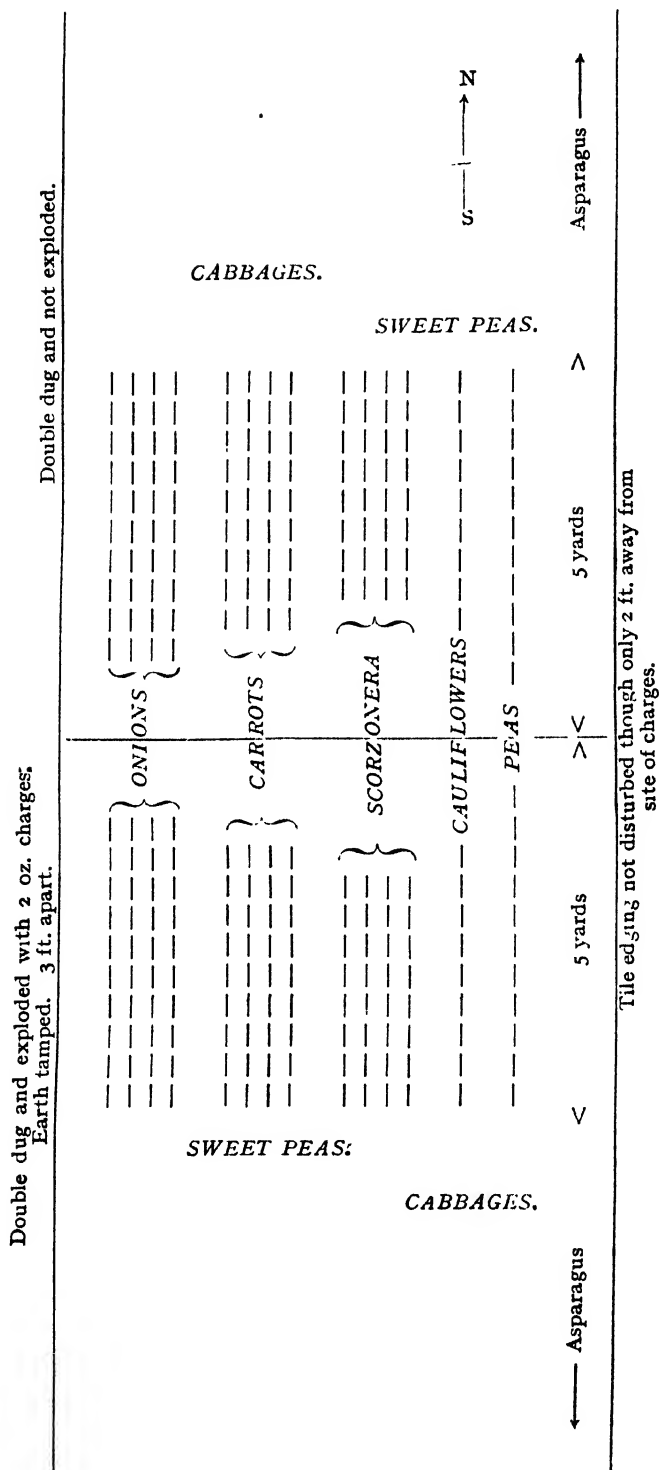 Double dug and exploded with 2 oz. charges:
Earth tamped. 3 ft. apart.
Double dug and not exploded.
ONIONS
CARROTS
SCORZONERA
CAULIFLOWERS
PEAS
SWEET PEAS:
CABBAGES.
CABBAGES.
SWEET PEAS.
S N
< 5 yards > < 5 yards >
Asparagus
Asparagus
Tile edging not disturbed though only 2 ft. away from
site of charges.